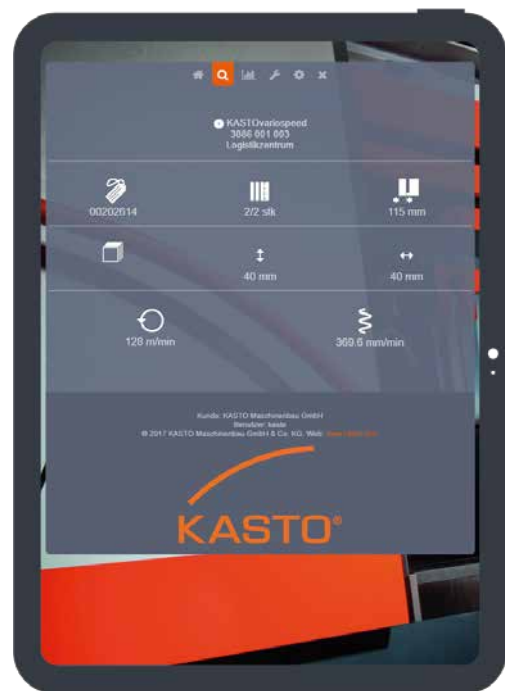 KASTOvariospeed
3086 001 003
Logistikzentrum
00202614
2/2 stk
115 mm
40 mm
40 mm
128 m/min
369.6 mm/min
Kunde: KASTO Maschinenbau GmbH
Benutzer: kasto
© 2017 KASTO Maschinenbau GmbH & Co. KG. Web:
KASTO®